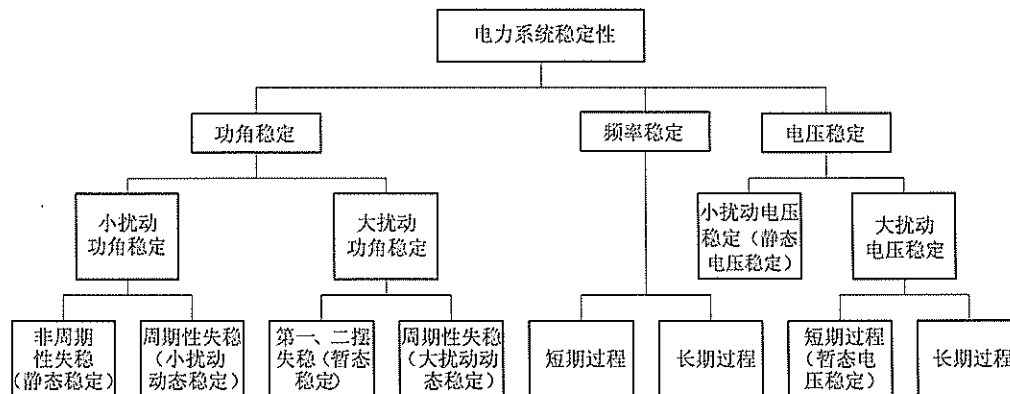 电力系统稳定性
功角稳定
频率稳定
电压稳定
小扰动
功角稳定
大扰动
功角稳定
小扰动电压
稳定（静态
电压稳定）
大扰动
电压稳定
非周期
性失稳
（静态稳定）
周期性失稳
（小扰动
动态稳定）
第一、二摆
失稳（暂态
稳定）
周期性失稳
（大扰动动
态稳定）
短期过程
长期过程
短期过程
（暂态电
压稳定）
长期过程